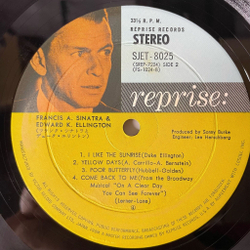 33⅓ R.P.M.
REPRISE RECORDS
STEREO
SJET-8025
SIDE 2
reprise:
FRANCIS A. SINATRA &
EDWARD K. ELLINGTON
Produced by Sonny Burke
Engineer: Lee Herschberg
1. I LIKE THE SUNRISE(Duke Ellington)
2. YELLOW DAYS(A. Carrillo-A. Bernstein)
3. POOR BUTTERFLY(Hubbell-Golden)
4. COME BACK TO ME(From the Broadway
Musical "On A Clear Day
You Can See Forever")
(Lerner-Lane)